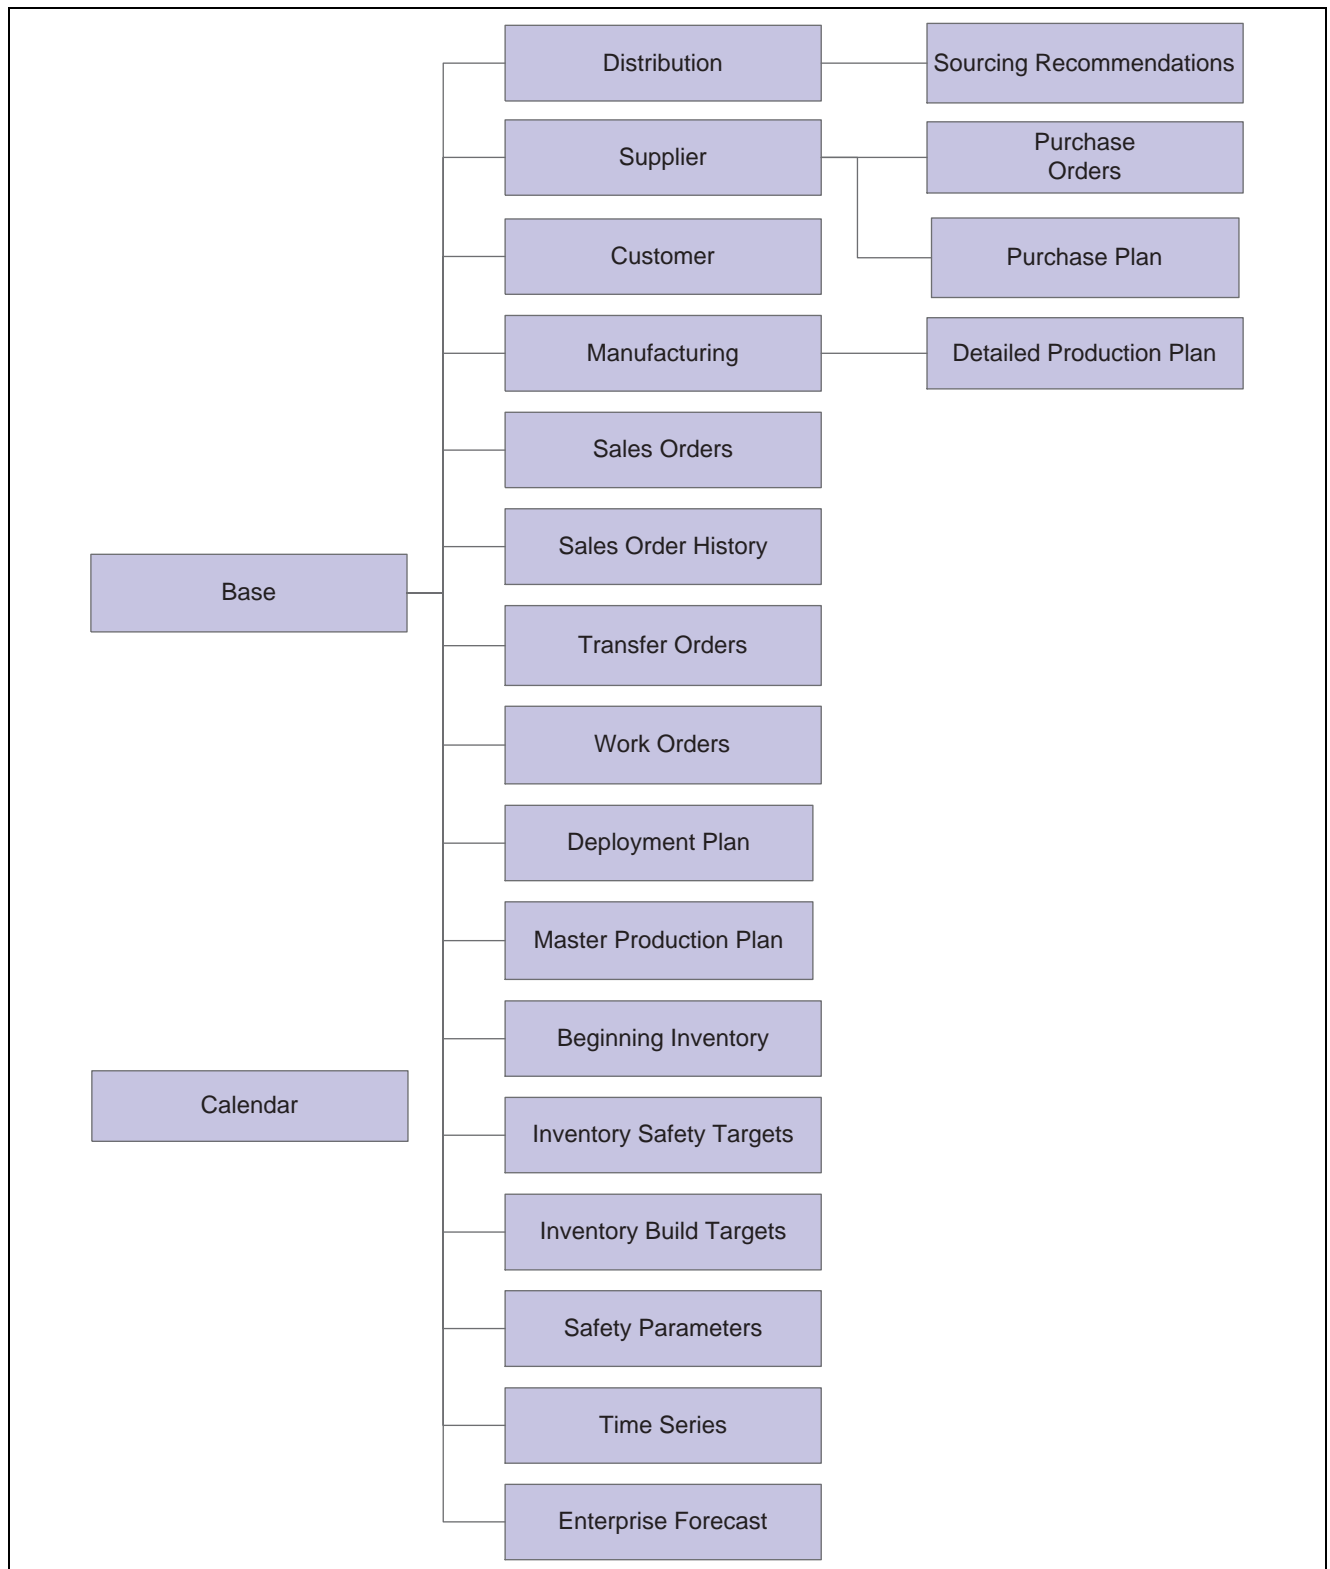 Distribution
Sourcing Recommendations
Supplier
Purchase
Orders
Customer
Purchase Plan
Manufacturing
Detailed Production Plan
Sales Orders
Sales Order History
Base
Transfer Orders
Work Orders
Deployment Plan
Master Production Plan
Beginning Inventory
Calendar
Inventory Safety Targets
Inventory Build Targets
Safety Parameters
Time Series
Enterprise Forecast